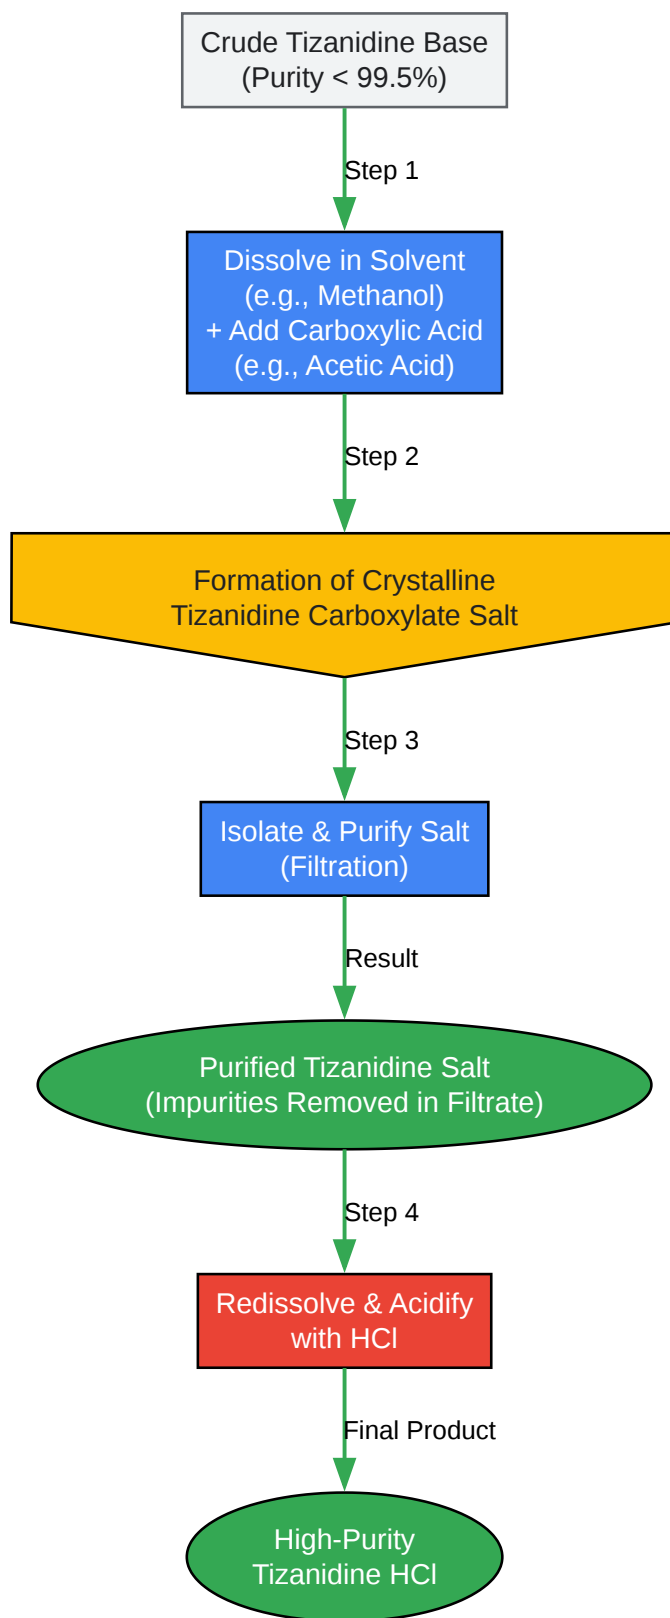 Crude Tizanidine Base
(Purity < 99.5%)
Step 1
Dissolve in Solvent
(e.g., Methanol)
+ Add Carboxylic Acid
(e.g., Acetic Acid)
Step 2
Formation of Crystalline
Tizanidine Carboxylate Salt
Step 3
Isolate & Purify Salt
(Filtration)
Result
Purified Tizanidine Salt
(Impurities Removed in Filtrate)
Step 4
Redissolve & Acidify
with HCl
Final Product
High-Purity
Tizanidine HCl